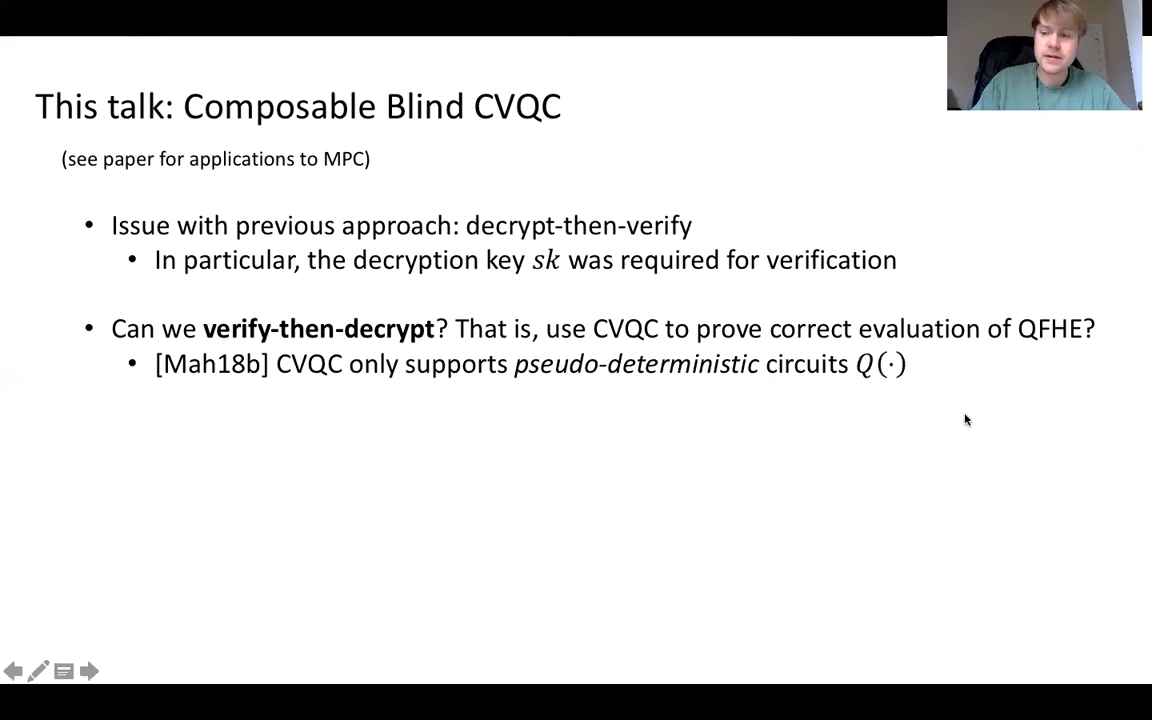 This talk: Composable Blind CVQC
(see paper for applications to MPC)
• Issue with previous approach: decrypt-then-verify
• In particular, the decryption key sk was required for verification
• Can we verify-then-decrypt? That is, use CVQC to prove correct evaluation of QFHE?
• [Mah18b] CVQC only supports pseudo-deterministic circuits Q(·)